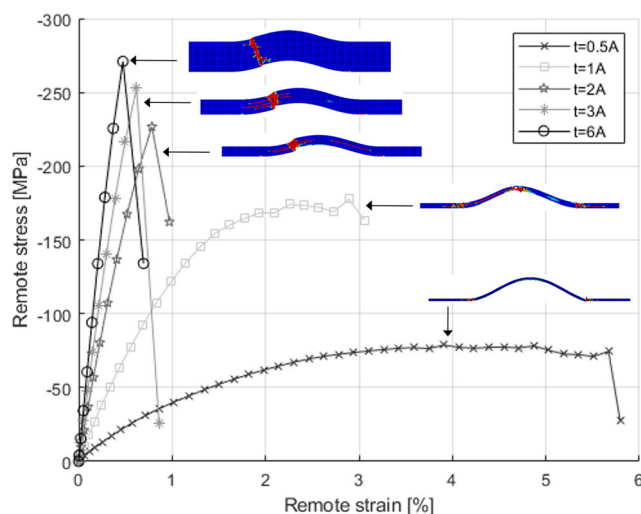 -300
-250
-200
-150
-100
-50
0
0
1
2
3
4
5
6
Remote stress [MPa]
Remote strain [%]
t=0.5A
t=1A
t=2A
t=3A
t=6A